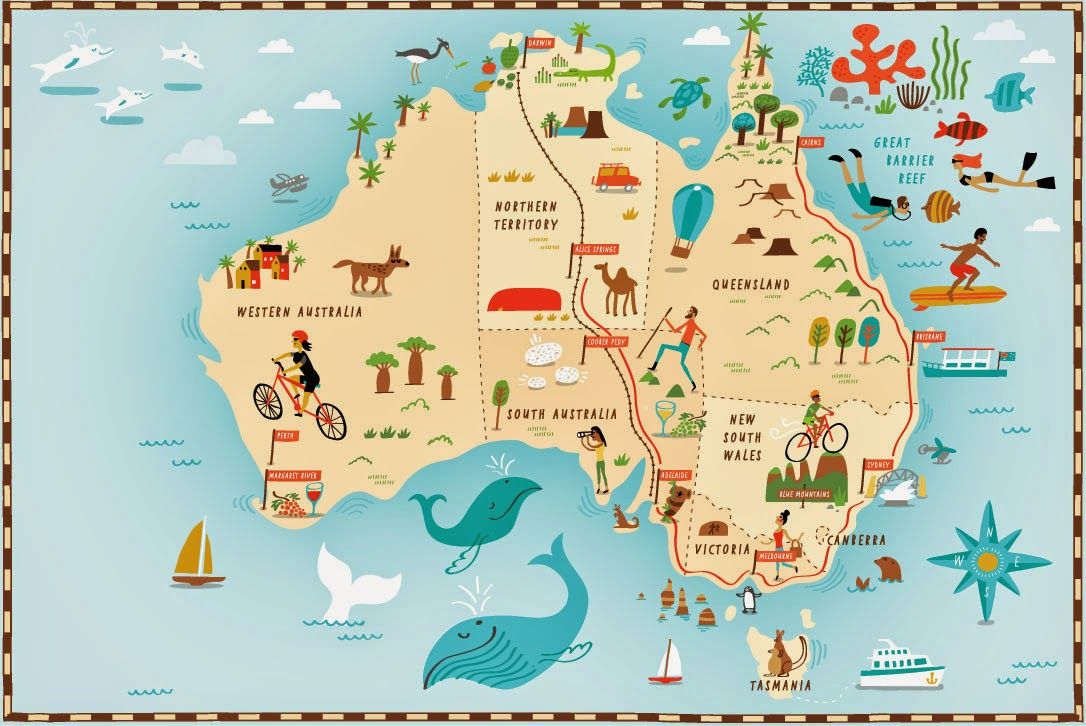 DARWIN
CAIRNS
GREAT
BARRIER
REEF
NORTHERN
TERRITORY
ALICE SPRINGS
QUEENSLAND
WESTERN AUSTRALIA
COOBER PEDY
BRISBANE
SOUTH AUSTRALIA
NEW
SOUTH
WALES
PERTH
MARGARET RIVER
ADELAIDE
SYDNEY
BLUE MOUNTAINS
VICTORIA
CANBERRA
MELBOURNE
N
W
E
S
TASMANIA